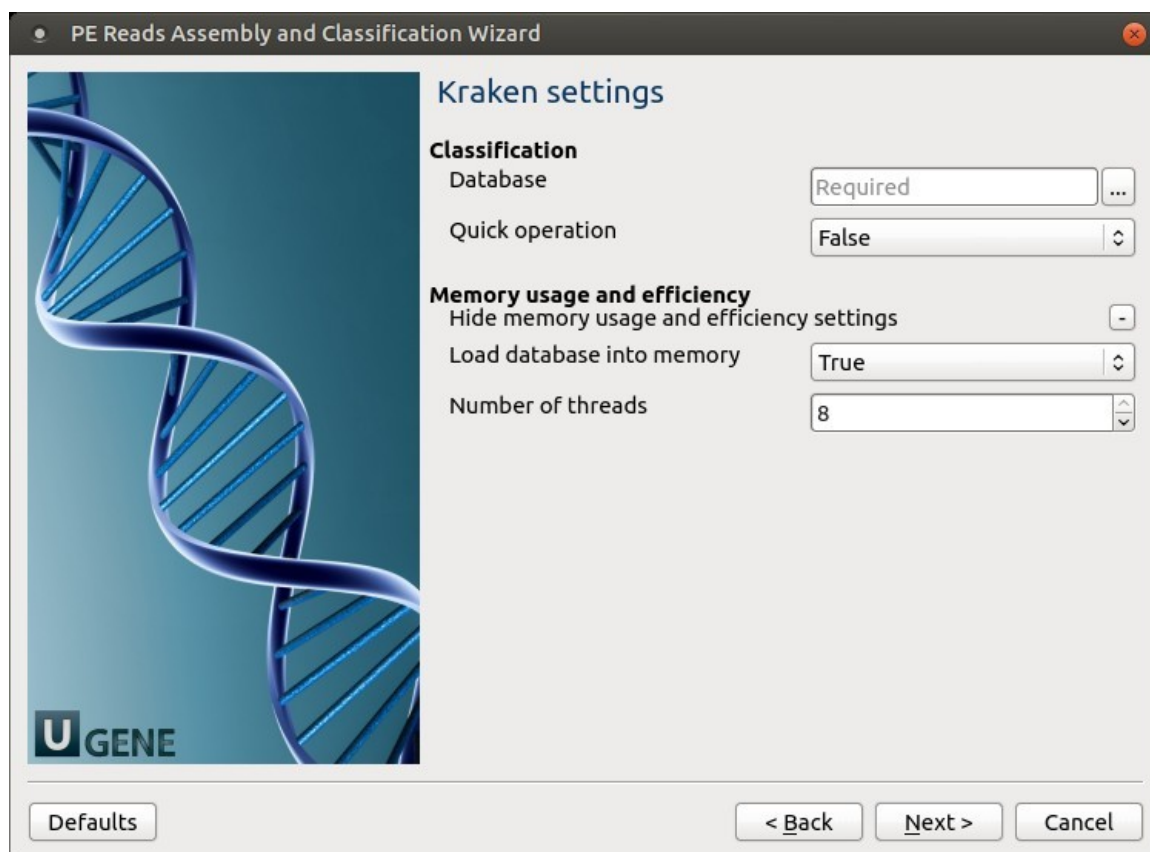 PE Reads Assembly and Classification Wizard
Kraken settings
Classification
Database Required ...
Quick operation False
Memory usage and efficiency
Hide memory usage and efficiency settings -
Load database into memory True
Number of threads 8
U GENE
Defaults < Back Next > Cancel